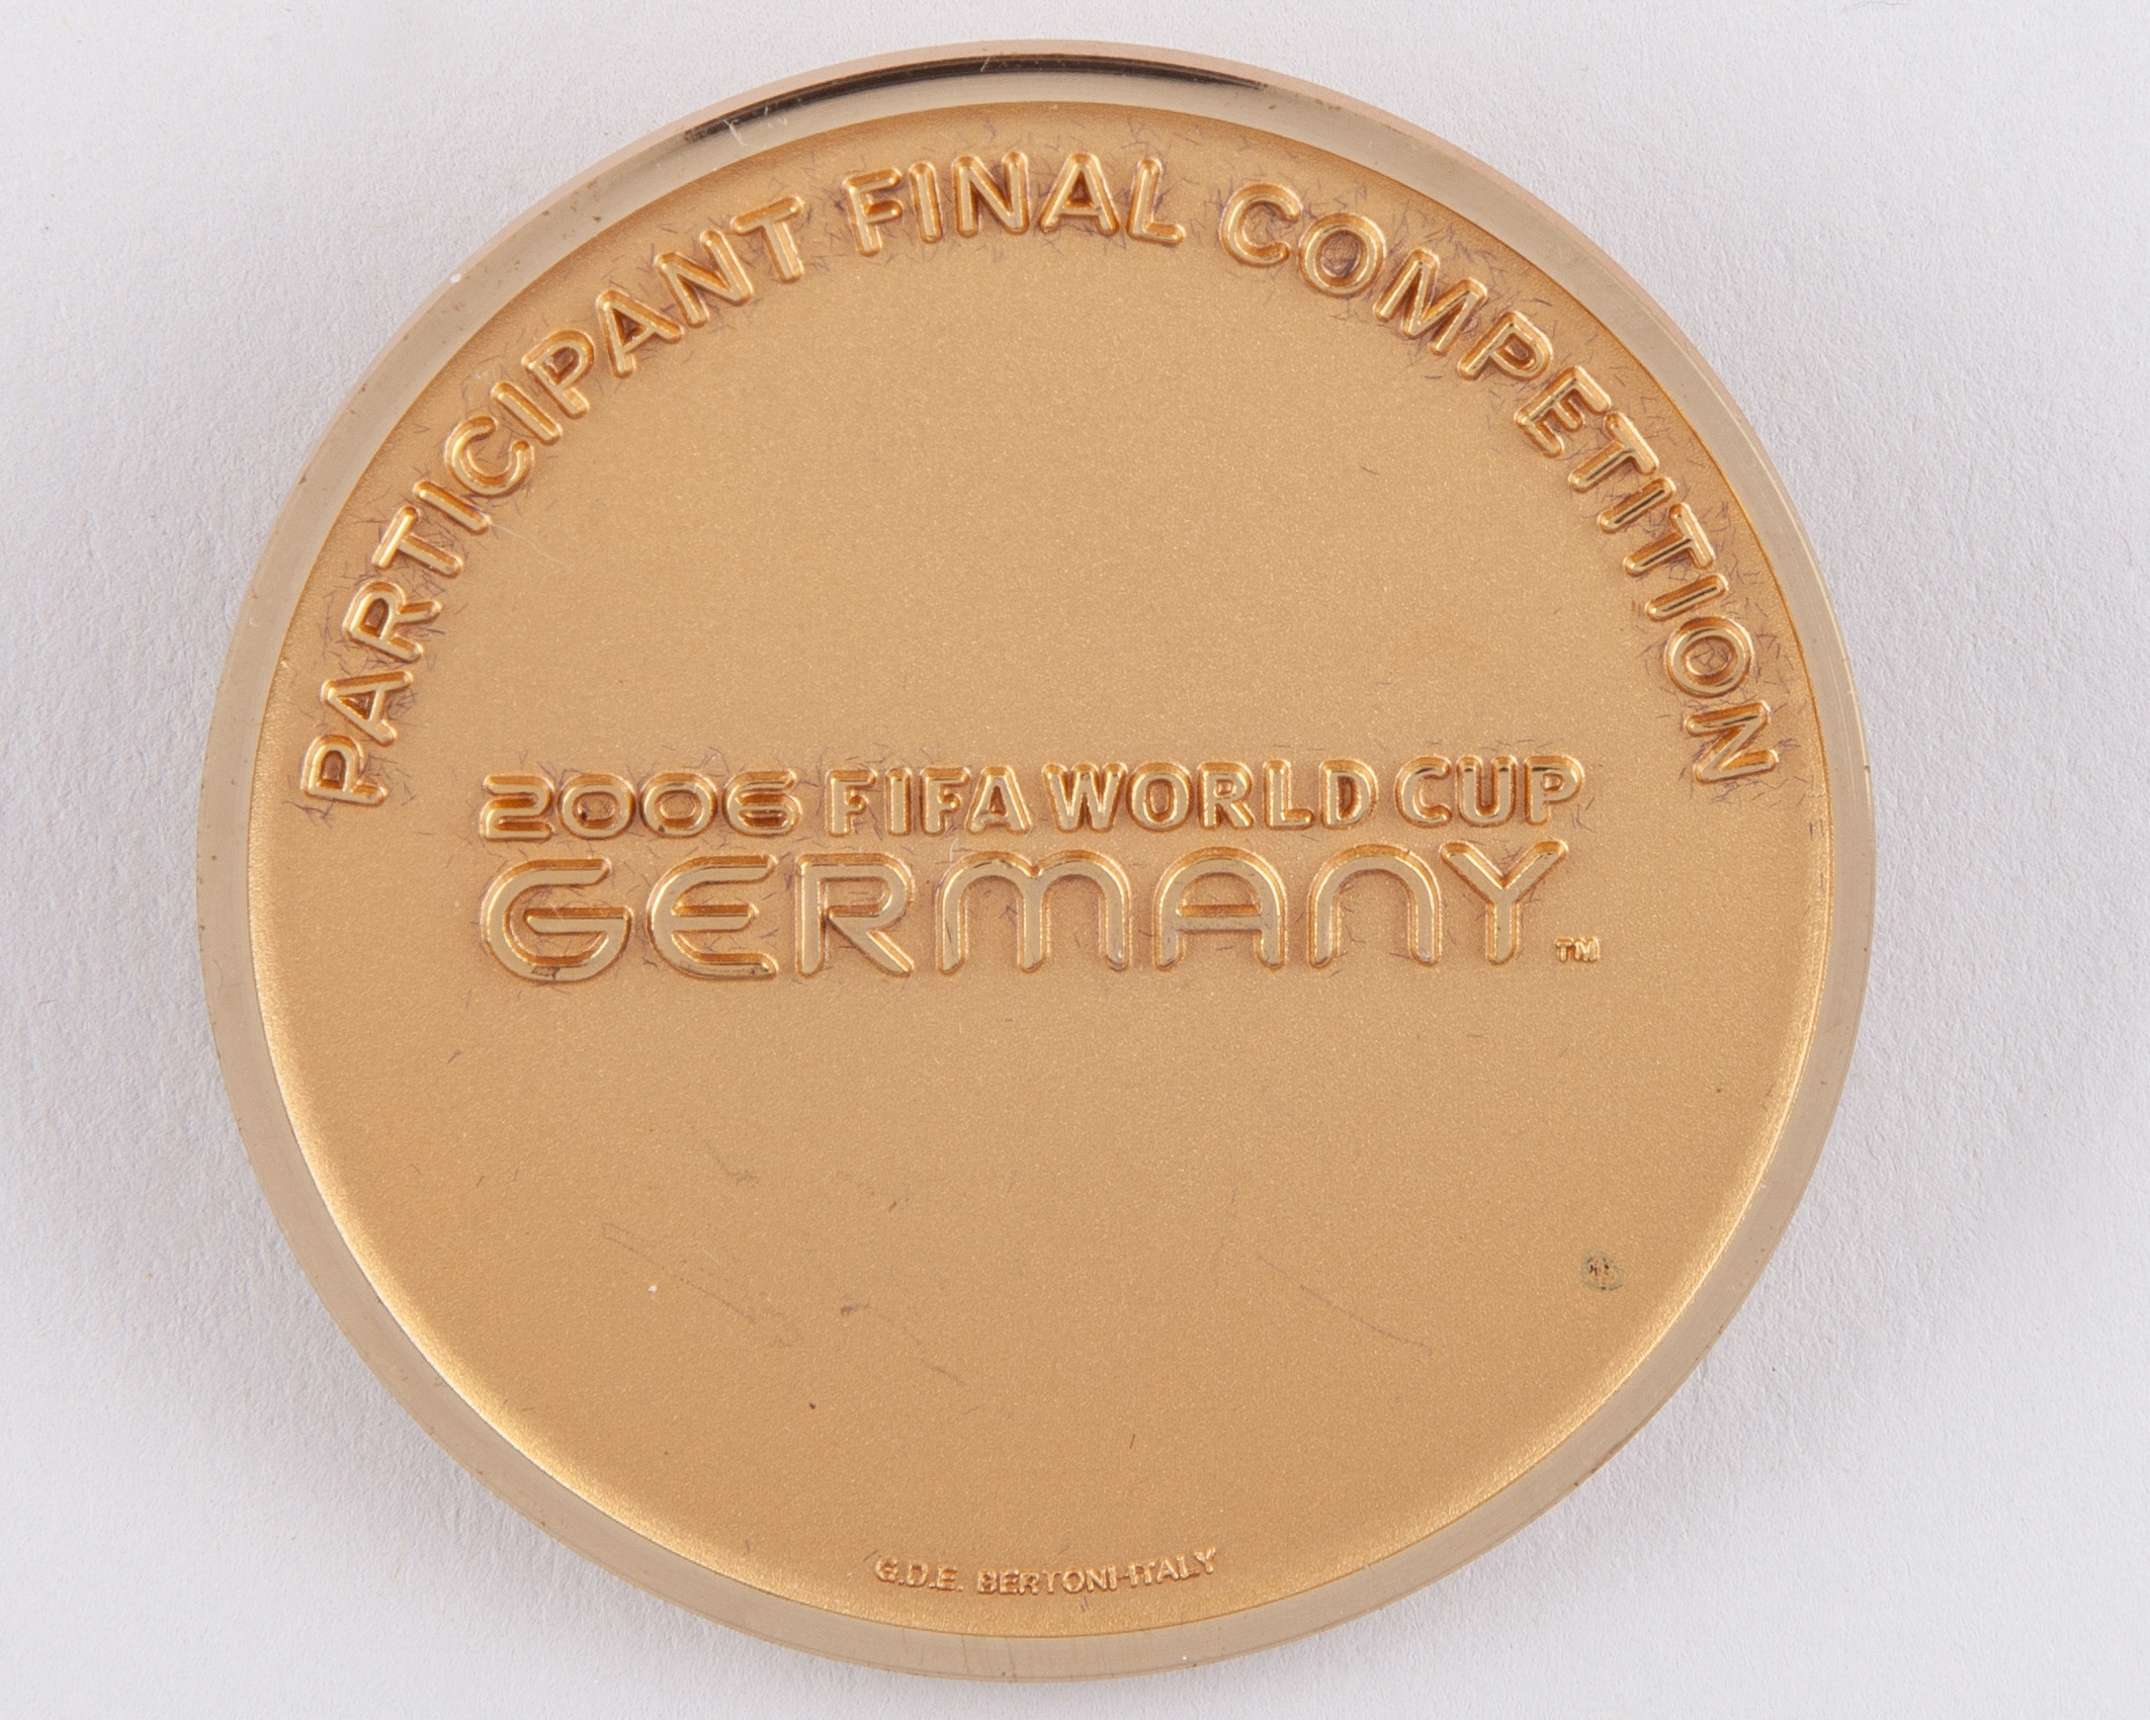 PARTICIPANT FINAL COMPETITION
2006 FIFA WORLD CUP
GERMANY™
G.D.E. BERTONI-ITALY